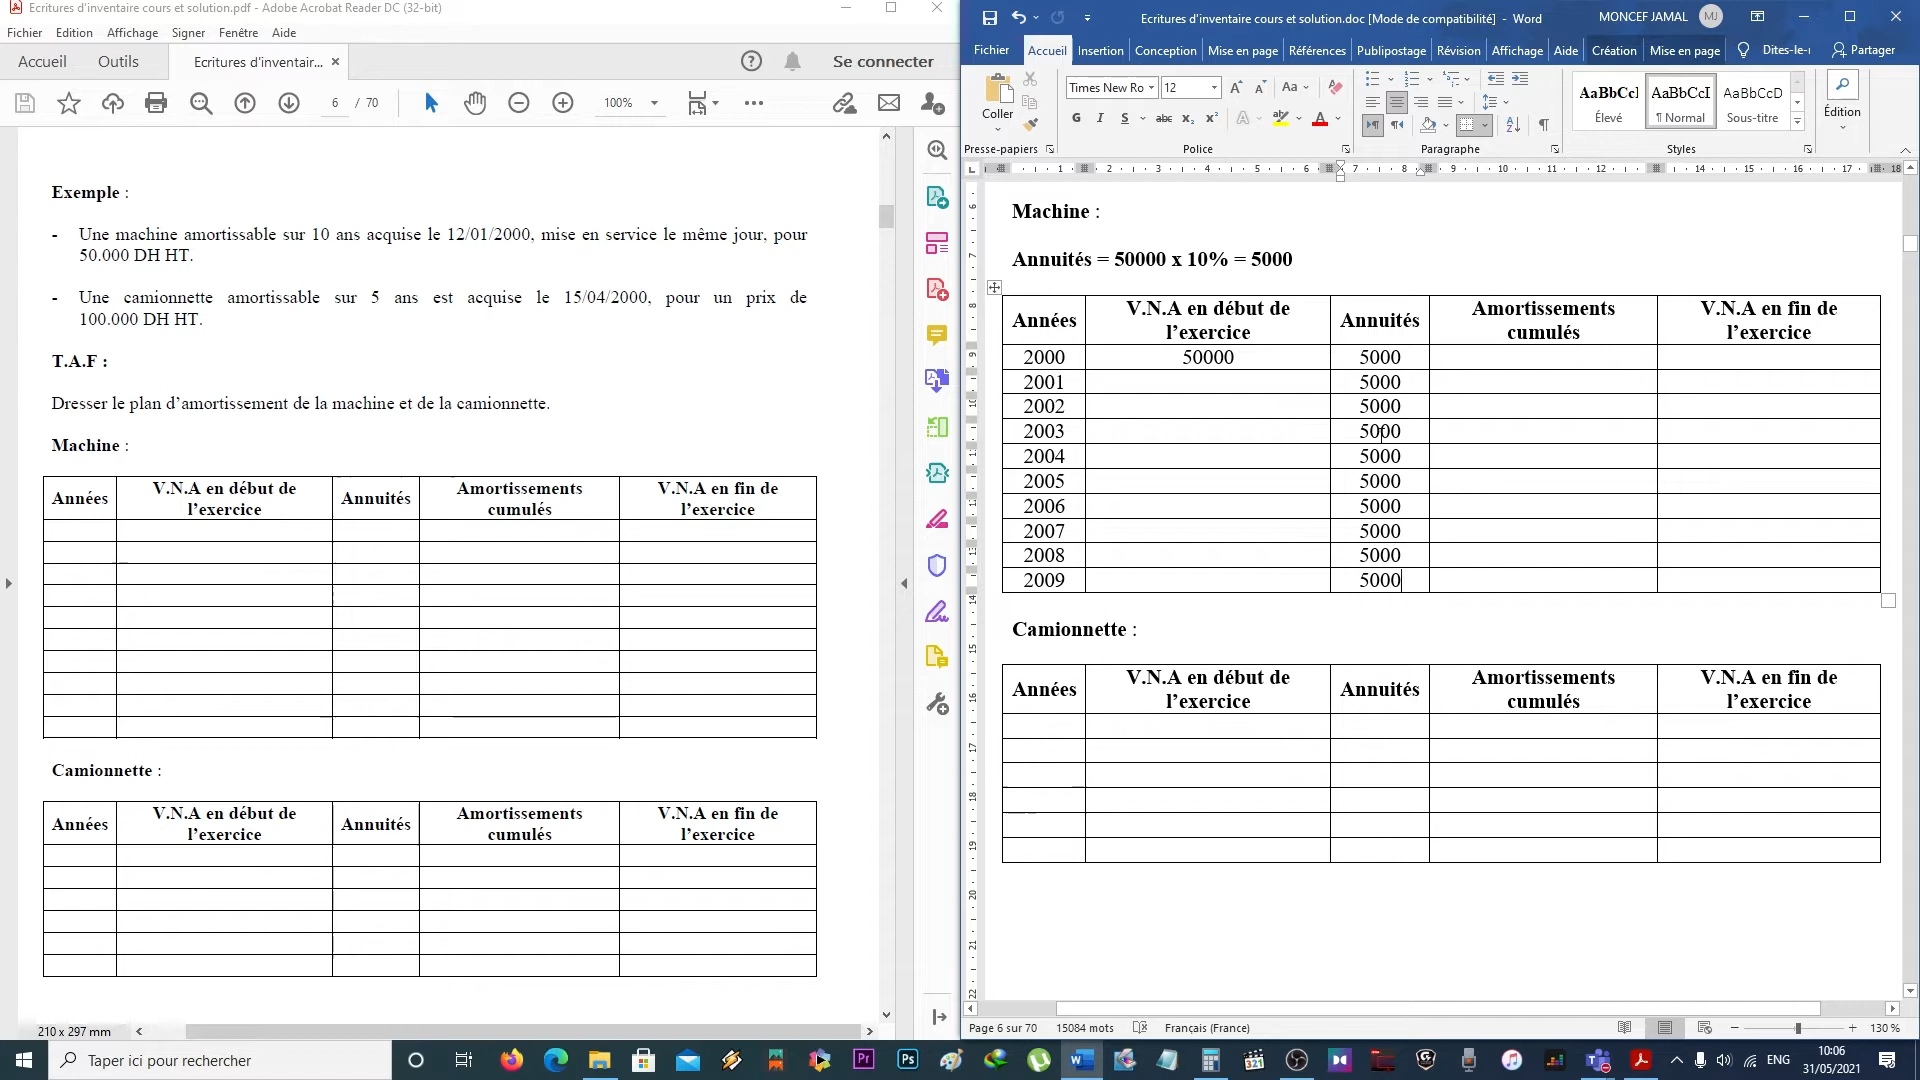 Ecritures d'inventaire cours et solution.pdf - Adobe Acrobat Reader DC (32-bit)
Fichier Edition Affichage Signer Fenêtre Aide
Accueil Outils Ecritures d'inventair... × Se connecter
6 / 70 100%
Exemple :
- Une machine amortissable sur 10 ans acquise le 12/01/2000, mise en service le même jour, pour
50.000 DH HT.
- Une camionnette amortissable sur 5 ans est acquise le 15/04/2000, pour un prix de
100.000 DH HT.
T.A.F :
Dresser le plan d'amortissement de la machine et de la camionnette.
Machine :
Années V.N.A en début de l'exercice Annuités Amortissements cumulés V.N.A en fin de l'exercice
Camionnette :
Années V.N.A en début de l'exercice Annuités Amortissements cumulés V.N.A en fin de l'exercice
210 x 297 mm
Ecritures d'inventaire cours et solution.doc [Mode de compatibilité] - Word MONCEF JAMAL MJ
Fichier Accueil Insertion Conception Mise en page Références Publipostage Révision Affichage Aide Création Mise en page Dites-le-ı Partager
Coller Times New Ro 12 AaBbCcI AaBbCcI AaBbCcD Édition
G I S abc x₂ x² Élevé ¶ Normal Sous-titre
Presse-papiers Police Paragraphe Styles
Machine :
Annuités = 50000 x 10% = 5000
Années V.N.A en début de l'exercice Annuités Amortissements cumulés V.N.A en fin de l'exercice
2000 50000 5000
2001 5000
2002 5000
2003 5000
2004 5000
2005 5000
2006 5000
2007 5000
2008 5000
2009 5000
Camionnette :
Années V.N.A en début de l'exercice Annuités Amortissements cumulés V.N.A en fin de l'exercice
Page 6 sur 70 15084 mots Français (France) 130 %
Taper ici pour rechercher
ENG 10:06
31/05/2021